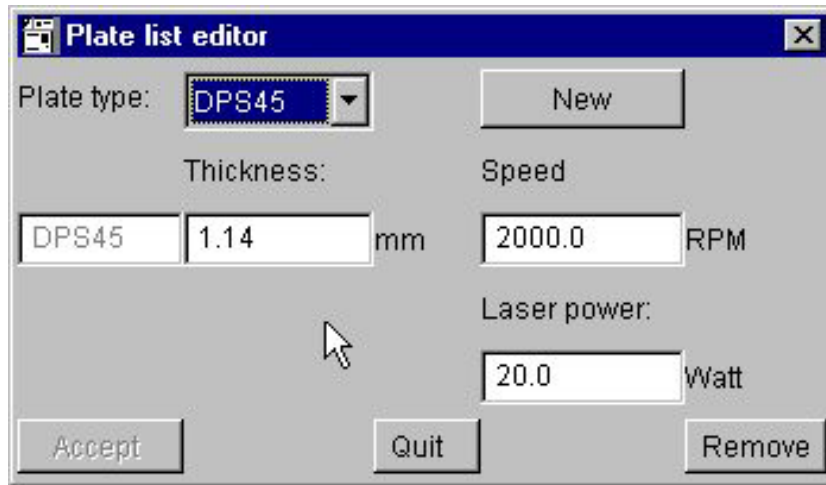 Plate list editor
Plate type: DPS45 New
Thickness: Speed
DPS45 1.14 mm 2000.0 RPM
Laser power:
20.0 Watt
Accept Quit Remove